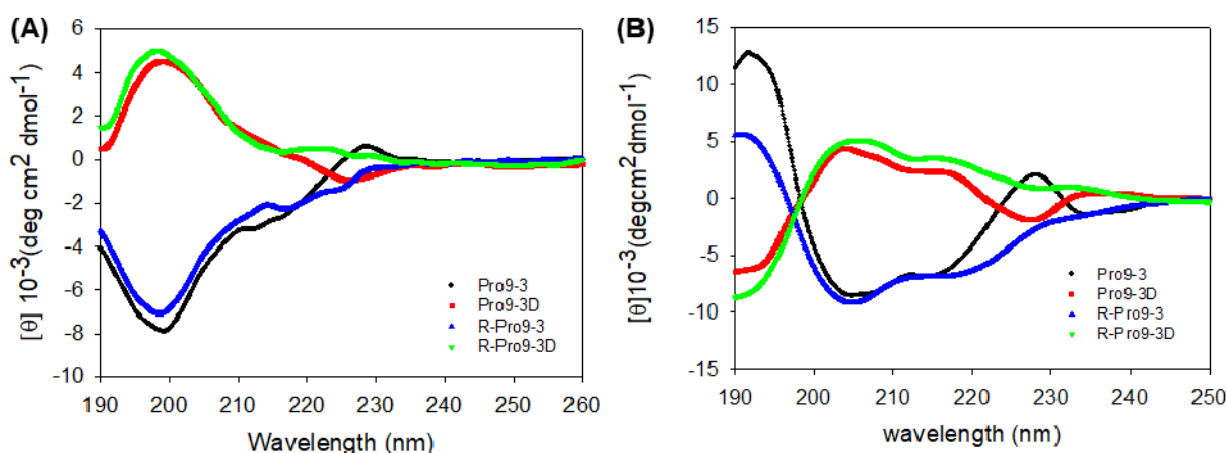 (A)
[θ] 10⁻³(deg cm² dmol⁻¹)
6
4
2
0
-2
-4
-6
-8
-10
190 200 210 220 230 240 250 260
Wavelength (nm)
Pro9-3
Pro9-3D
R-Pro9-3
R-Pro9-3D
(B)
[θ]10⁻³(degcm²dmol⁻¹)
15
10
5
0
-5
-10
-15
190 200 210 220 230 240 250
wavelength (nm)
Pro9-3
Pro9-3D
R-Pro9-3
R-Pro9-3D